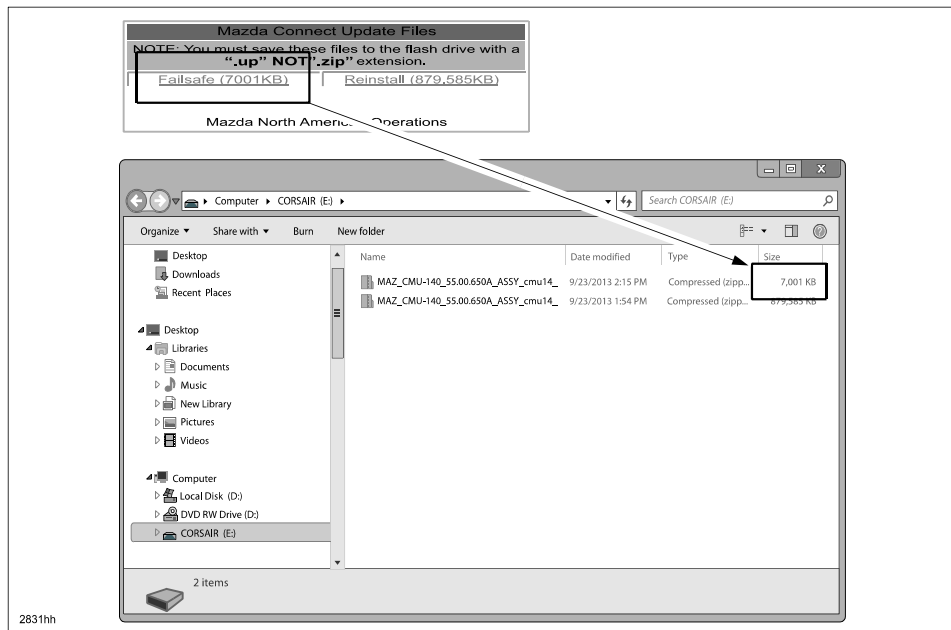 Mazda Connect Update Files
NOTE: You must save these files to the flash drive with a
“.up” NOT”.zip” extension.
Failsafe (7001KB) Reinstall (879,585KB)
Mazda North American Operations
Computer CORSAIR (E:) Search CORSAIR (E:)
Organize Share with Burn New folder
Desktop Name Date modified Type Size
Downloads MAZ_CMU-140_55.00.650A_ASSY_cmu14_ 9/23/2013 2:15 PM Compressed (zipp... 7,001 KB
Recent Places MAZ_CMU-140_55.00.650A_ASSY_cmu14_ 9/23/2013 1:54 PM Compressed (zipp... 879,585 KB
Desktop
Libraries
Documents
Music
New Library
Pictures
Videos
Computer
Local Disk (D:)
DVD RW Drive (D:)
CORSAIR (E:)
2 items
2831hh